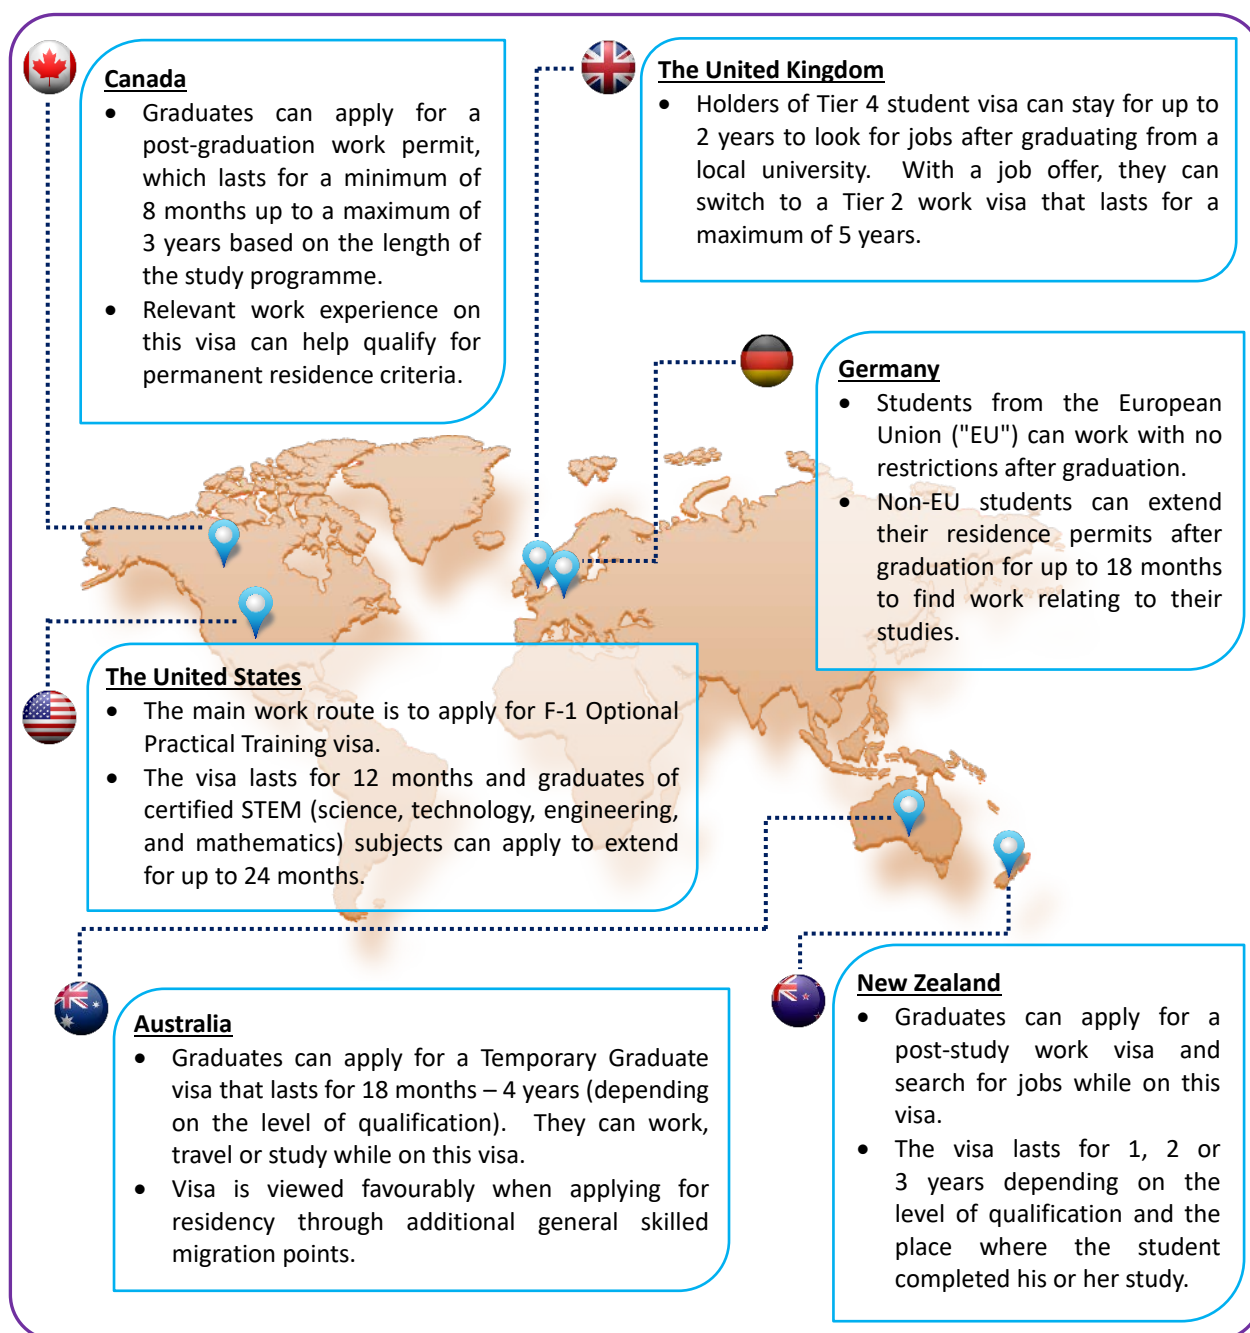 Canada
• Graduates can apply for a
post-graduation work permit,
which lasts for a minimum of
8 months up to a maximum of
3 years based on the length of
the study programme.
• Relevant work experience on
this visa can help qualify for
permanent residence criteria.
The United Kingdom
• Holders of Tier 4 student visa can stay for up to
2 years to look for jobs after graduating from a
local university. With a job offer, they can
switch to a Tier 2 work visa that lasts for a
maximum of 5 years.
Germany
• Students from the European
Union ("EU") can work with no
restrictions after graduation.
• Non-EU students can extend
their residence permits after
graduation for up to 18 months
to find work relating to their
studies.
The United States
• The main work route is to apply for F-1 Optional
Practical Training visa.
• The visa lasts for 12 months and graduates of
certified STEM (science, technology, engineering,
and mathematics) subjects can apply to extend
for up to 24 months.
Australia
• Graduates can apply for a Temporary Graduate
visa that lasts for 18 months – 4 years (depending
on the level of qualification). They can work,
travel or study while on this visa.
• Visa is viewed favourably when applying for
residency through additional general skilled
migration points.
New Zealand
• Graduates can apply for a
post-study work visa and
search for jobs while on this
visa.
• The visa lasts for 1, 2 or
3 years depending on the
level of qualification and the
place where the student
completed his or her study.